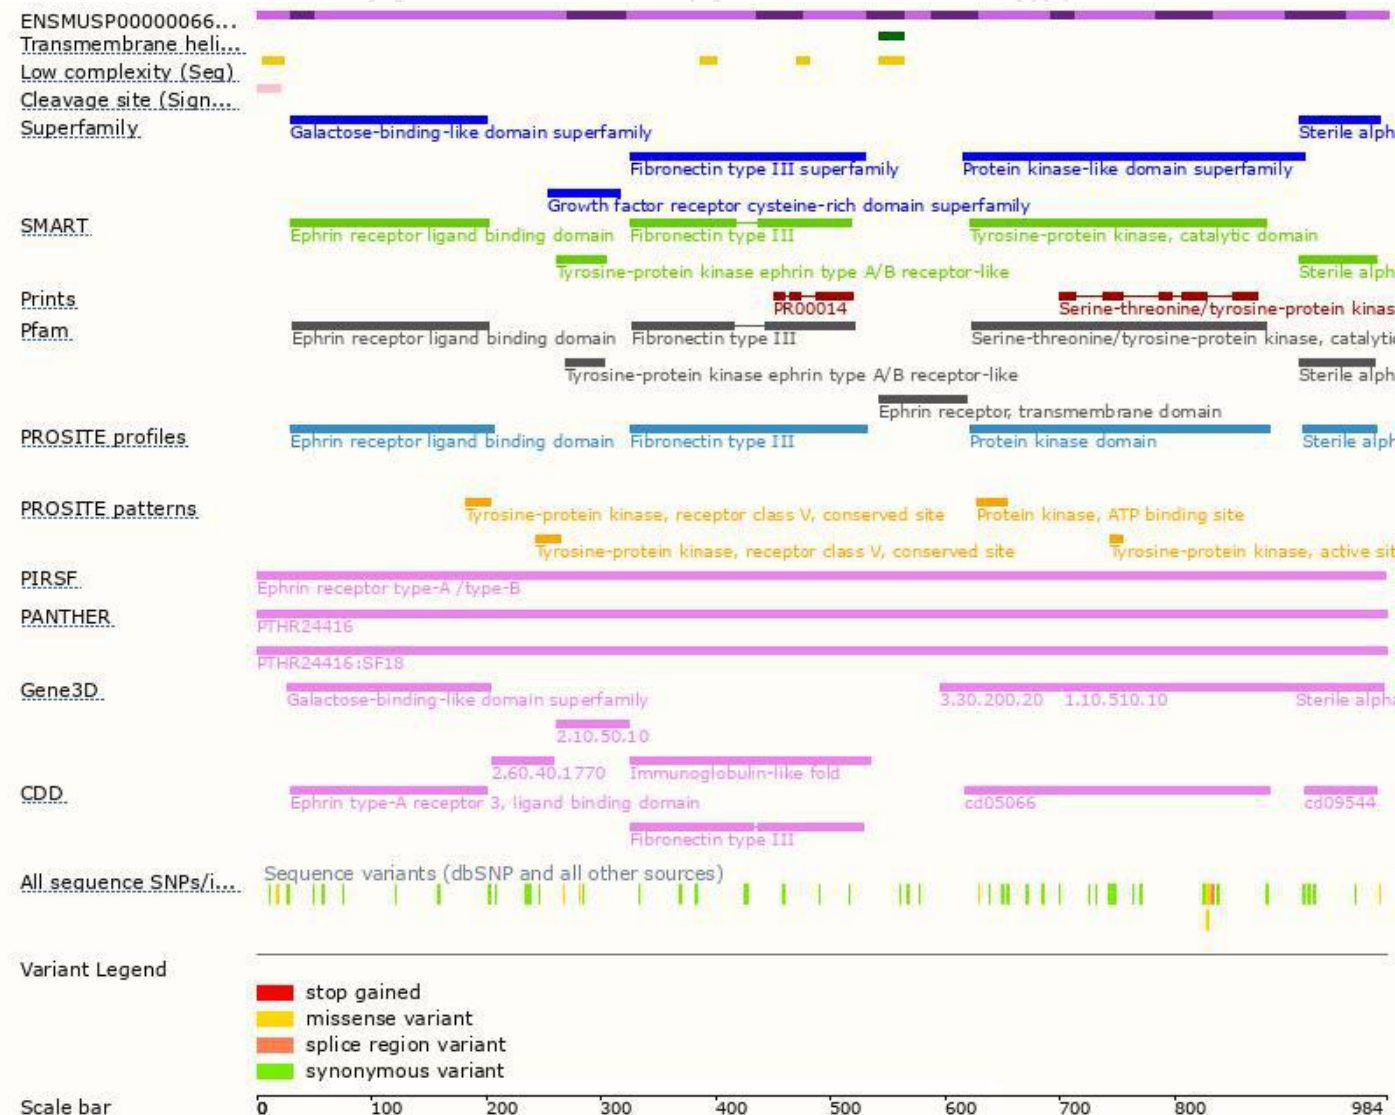 ENSMUSP00000066...
Transmembrane heli...
Low complexity (Seg)
Cleavage site (Sign...
Superfamily
Galactose-binding-like domain superfamily
Sterile alph
Fibronectin type III superfamily
Protein kinase-like domain superfamily
Growth factor receptor cysteine-rich domain superfamily
SMART
Ephrin receptor ligand binding domain
Fibronectin type III
Tyrosine-protein kinase, catalytic domain
Tyrosine-protein kinase ephrin type A/B receptor-like
Sterile alph
Prints
PR00014
Serine-threonine/tyrosine-protein kinas
Pfam
Ephrin receptor ligand binding domain
Fibronectin type III
Serine-threonine/tyrosine-protein kinase, catalytic
Tyrosine-protein kinase ephrin type A/B receptor-like
Sterile alph
Ephrin receptor, transmembrane domain
PROSITE profiles
Ephrin receptor ligand binding domain
Fibronectin type III
Protein kinase domain
Sterile alph
PROSITE patterns
Tyrosine-protein kinase, receptor class V, conserved site
Protein kinase, ATP binding site
Tyrosine-protein kinase, receptor class V, conserved site
Tyrosine-protein kinase, active sit
PIRSF
Ephrin receptor type-A /type-B
PANTHER
PTHR24416
PTHR24416:SF18
Gene3D
Galactose-binding-like domain superfamily
3.30.200.20
1.10.510.10
Sterile alpha
2.10.50.10
2.60.40.1770
Immunoglobulin-like fold
CDD
Ephrin type-A receptor 3, ligand binding domain
cd05066
cd09544
Fibronectin type III
All sequence SNPs/i...
Sequence variants (dbSNP and all other sources)
Variant Legend
stop gained
missense variant
splice region variant
synonymous variant
Scale bar
0 100 200 300 400 500 600 700 800 984